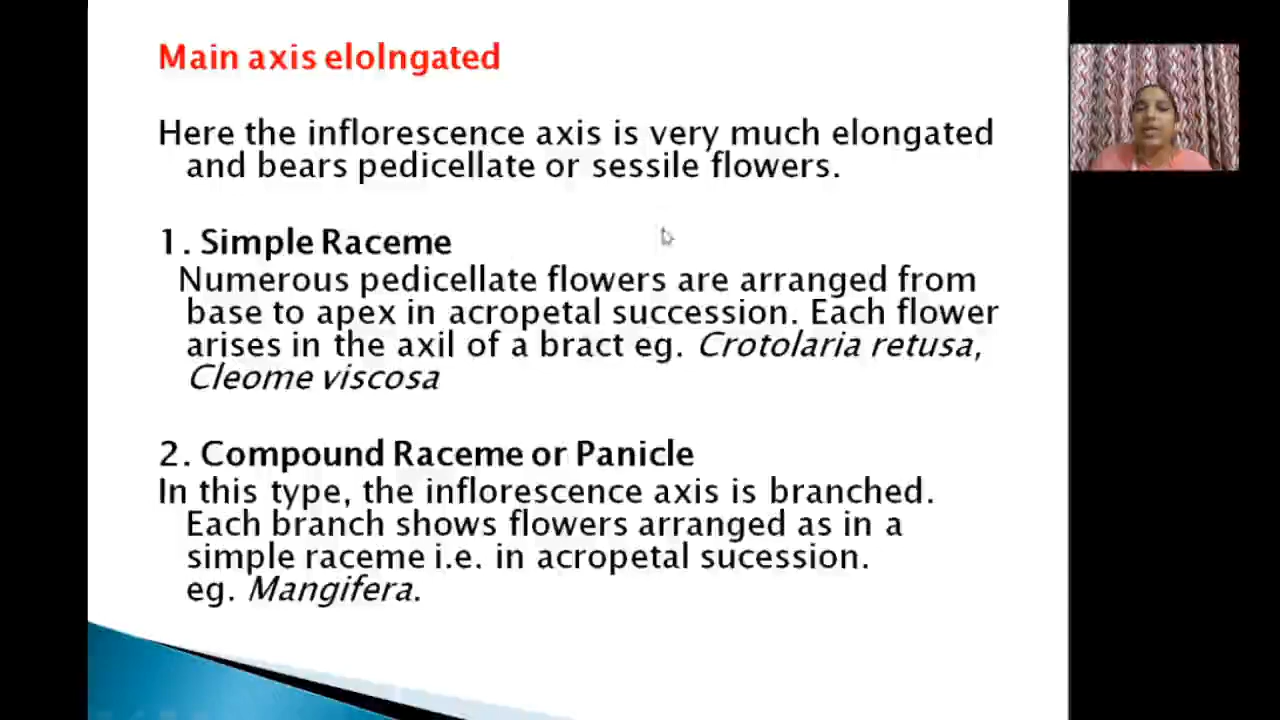 Main axis elolngated
Here the inflorescence axis is very much elongated
and bears pedicellate or sessile flowers.
1. Simple Raceme
Numerous pedicellate flowers are arranged from
base to apex in acropetal succession. Each flower
arises in the axil of a bract eg. Crotolaria retusa,
Cleome viscosa
2. Compound Raceme or Panicle
In this type, the inflorescence axis is branched.
Each branch shows flowers arranged as in a
simple raceme i.e. in acropetal sucession.
eg. Mangifera.